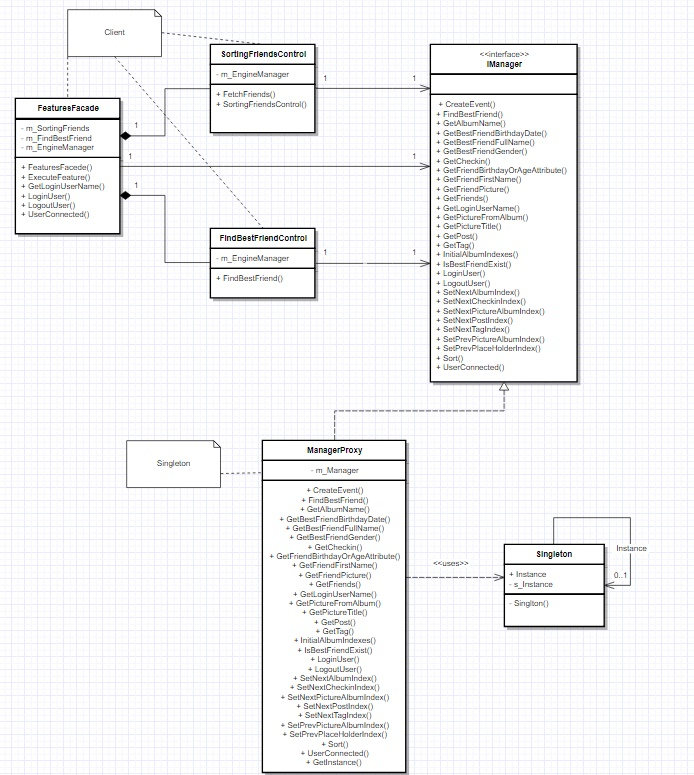 Client
SortingFriendsControl
- m_EngineManager
+ FetchFriends()
+ SortingFriendsControl()
1
1
<<interface>>
IManager
+ CreateEvent()
+ FindBestFriend()
+ GetAlbumName()
+ GetBestFriendBirthdayDate()
+ GetBestFriendFullName()
+ GetBestFriendGender()
+ GetCheckin()
+ GetFriendBirthdayOrAgeAttribute()
+ GetFriendFirstName()
+ GetFriendPicture()
+ GetFriends()
+ GetLoginUserName()
+ GetPictureFromAlbum()
+ GetPictureTitle()
+ GetPost()
+ GetTag()
+ InitialAlbumIndexes()
+ IsBestFriendExist()
+ LoginUser()
+ LogoutUser()
+ SetNextAlbumIndex()
+ SetNextCheckinIndex()
+ SetNextPictureAlbumIndex()
+ SetNextPostIndex()
+ SetNextTagIndex()
+ SetPrevPictureAlbumIndex()
+ SetPrevPlaceHolderIndex()
+ Sort()
+ UserConnected()
FeaturesFacade
- m_SortingFriends
- m_FindBestFriend
- m_EngineManager
+ FeaturesFacede()
+ ExecuteFeature()
+ GetLoginUserName()
+ LoginUser()
+ LogoutUser()
+ UserConnected()
1
1
1
1
FindBestFriendControl
- m_EngineManager
+ FindBestFriend()
1
1
Singleton
ManagerProxy
- m_Manager
+ CreateEvent()
+ FindBestFriend()
+ GetAlbumName()
+ GetBestFriendBirthdayDate()
+ GetBestFriendFullName()
+ GetBestFriendGender()
+ GetCheckin()
+ GetFriendBirthdayOrAgeAttribute()
+ GetFriendFirstName()
+ GetFriendPicture()
+ GetFriends()
+ GetLoginUserName()
+ GetPictureFromAlbum()
+ GetPictureTitle()
+ GetPost()
+ GetTag()
+ InitialAlbumIndexes()
+ IsBestFriendExist()
+ LoginUser()
+ LogoutUser()
+ SetNextAlbumIndex()
+ SetNextCheckinIndex()
+ SetNextPictureAlbumIndex()
+ SetNextPostIndex()
+ SetNextTagIndex()
+ SetPrevPictureAlbumIndex()
+ SetPrevPlaceHolderIndex()
+ Sort()
+ UserConnected()
+ GetInstance()
<<uses>>
Singleton
+ Instance
- s_Instance
- Singlton()
Instance
0..1